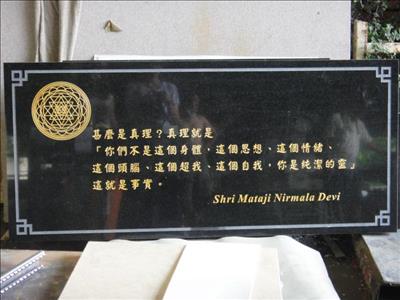 甚麼是真理？真理就是
「你們不是這個身體、這個思想、這個情緒、
這個頭腦、這個超我、這個自我，你是純潔的靈」
這就是事實。
Shri Mataji Nirmala Devi